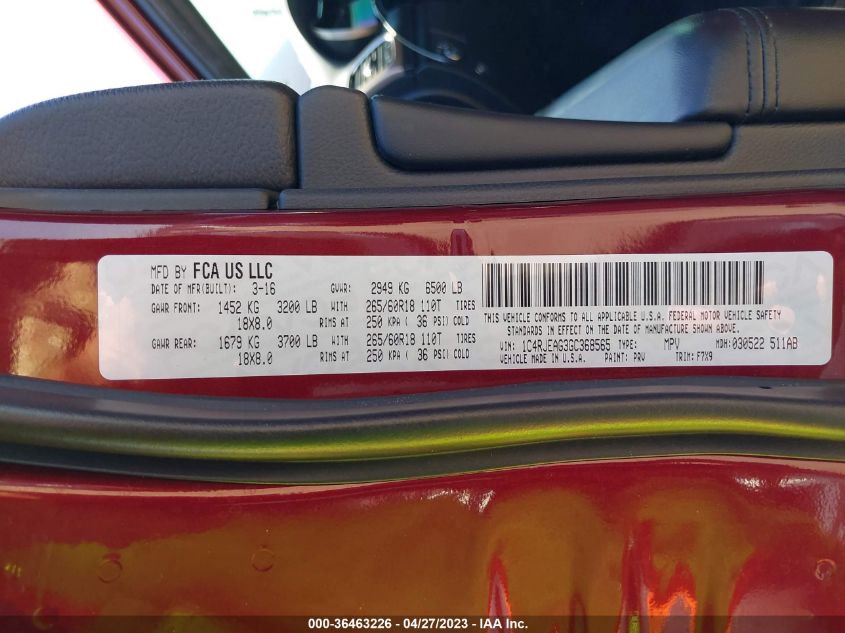 MFD BY FCA US LLC
DATE OF MFR(BUILT): 3-16 GVWR: 2949 KG 6500 LB
GAWR FRONT: 1452 KG 3200 LB WITH 265/60R18 110T TIRES
18X8.0 RIMS AT 250 KPA ( 36 PSI) COLD
GAWR REAR: 1679 KG 3700 LB WITH 265/60R18 110T TIRES
18X8.0 RIMS AT 250 KPA ( 36 PSI) COLD
THIS VEHICLE CONFORMS TO ALL APPLICABLE U.S.A. FEDERAL MOTOR VEHICLE SAFETY
STANDARDS IN EFFECT ON THE DATE OF MANUFACTURE SHOWN ABOVE.
VIN: 1C4RJEAG3GC368565 TYPE: MPV MDH: 030522 511AB
VEHICLE MADE IN U.S.A. PAINT: PRV TRIM: F7X9
000-36463226 - 04/27/2023 - IAA Inc.